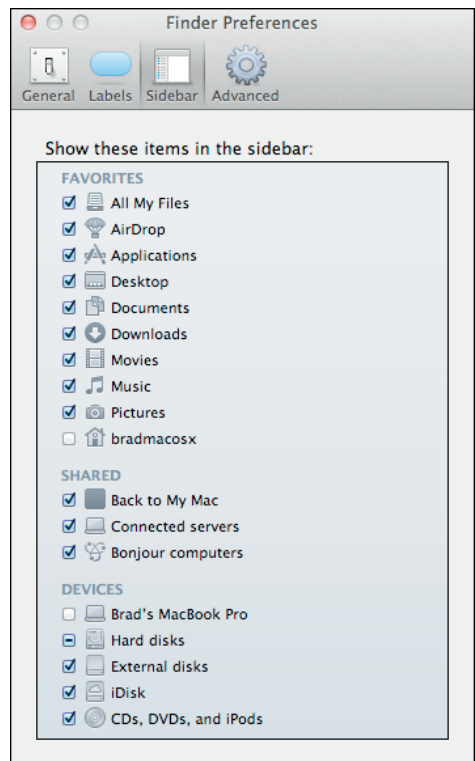 Finder Preferences
General Labels Sidebar Advanced
Show these items in the sidebar:
FAVORITES
All My Files
AirDrop
Applications
Desktop
Documents
Downloads
Movies
Music
Pictures
bradmacosx
SHARED
Back to My Mac
Connected servers
Bonjour computers
DEVICES
Brad's MacBook Pro
Hard disks
External disks
iDisk
CDs, DVDs, and iPods